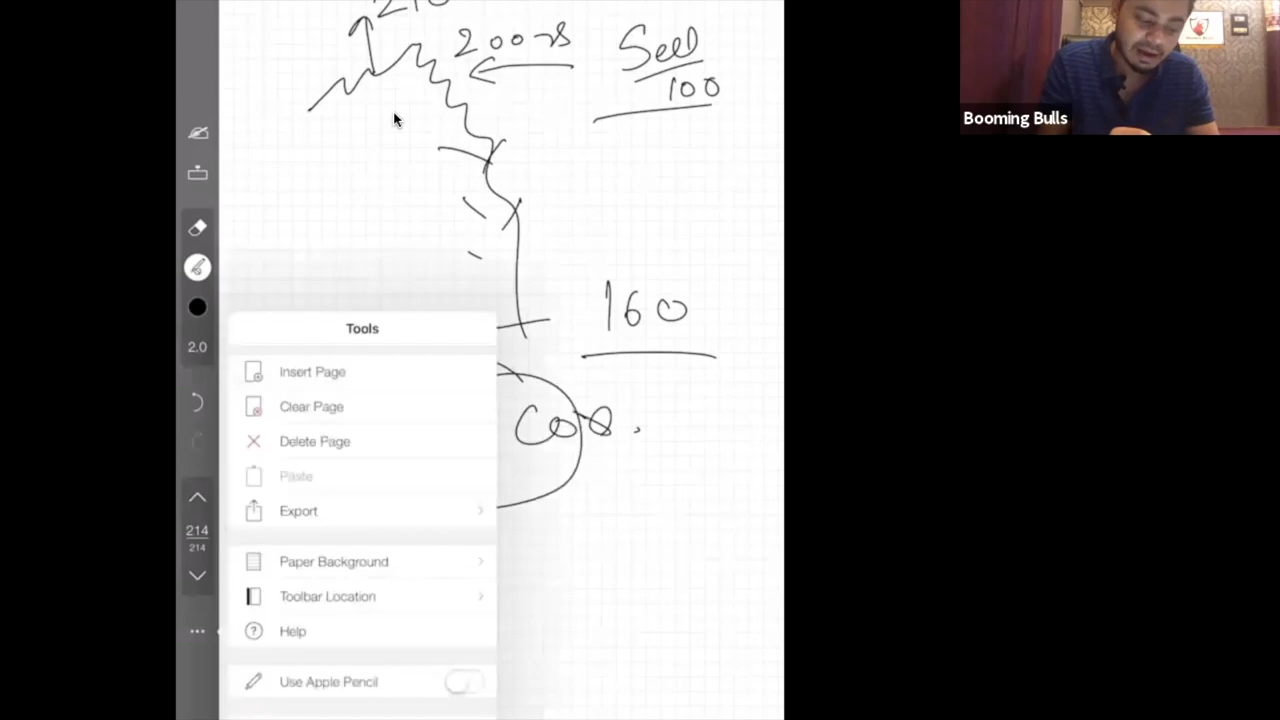 200 rs
Sell
100
160
Booming Bulls
2.0
214
214
Tools
Insert Page
Clear Page
Delete Page
Paste
Export
Paper Background
Toolbar Location
Help
Use Apple Pencil